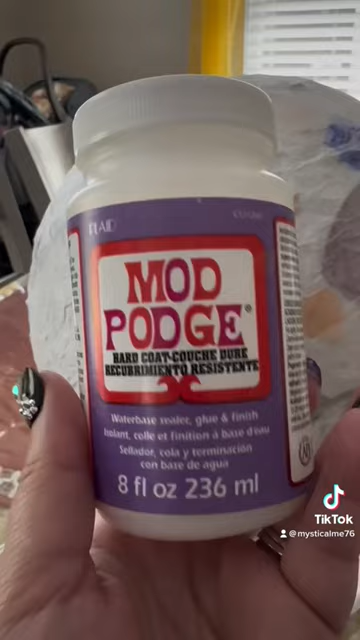 PLAID
MOD
PODGE®
HARD COAT·COUCHE DURE
RECUBRIMIENTO RESISTENTE
Waterbase sealer, glue & finish
Isolant, colle et finition à base d'eau
Sellador, cola y terminación
con base de agua
8 fl oz 236 ml
TikTok
@mysticalme76